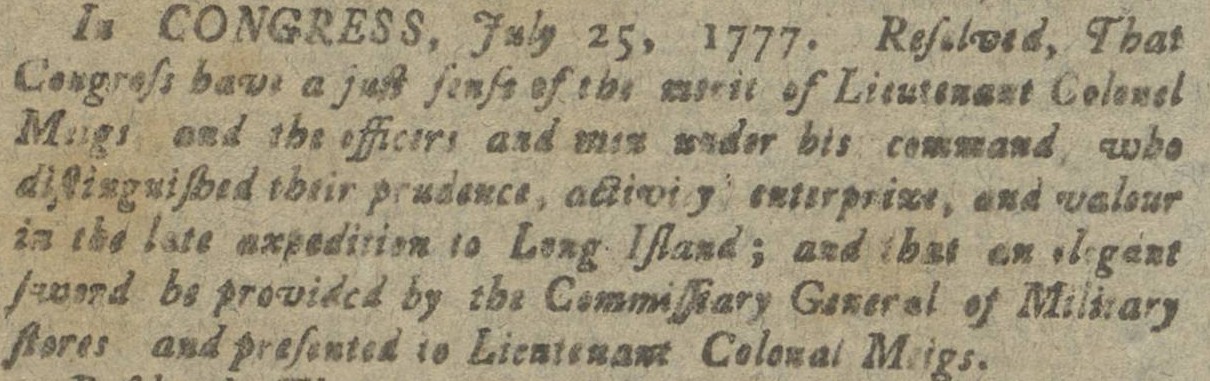 In CONGRESS, July 25, 1777. Reſolved, That
Congreſs have a juſt ſenſe of the merit of Lieutenant Colonel
Meigs and the officers and men under his command who
diſtinguiſhed their prudence, activity enterprize, and valour
in the late expedition to Long Iſland; and that an elegant
ſword be provided by the Commiſſiary General of Military
ſtores and preſented to Lieutenant Colonal Meigs.